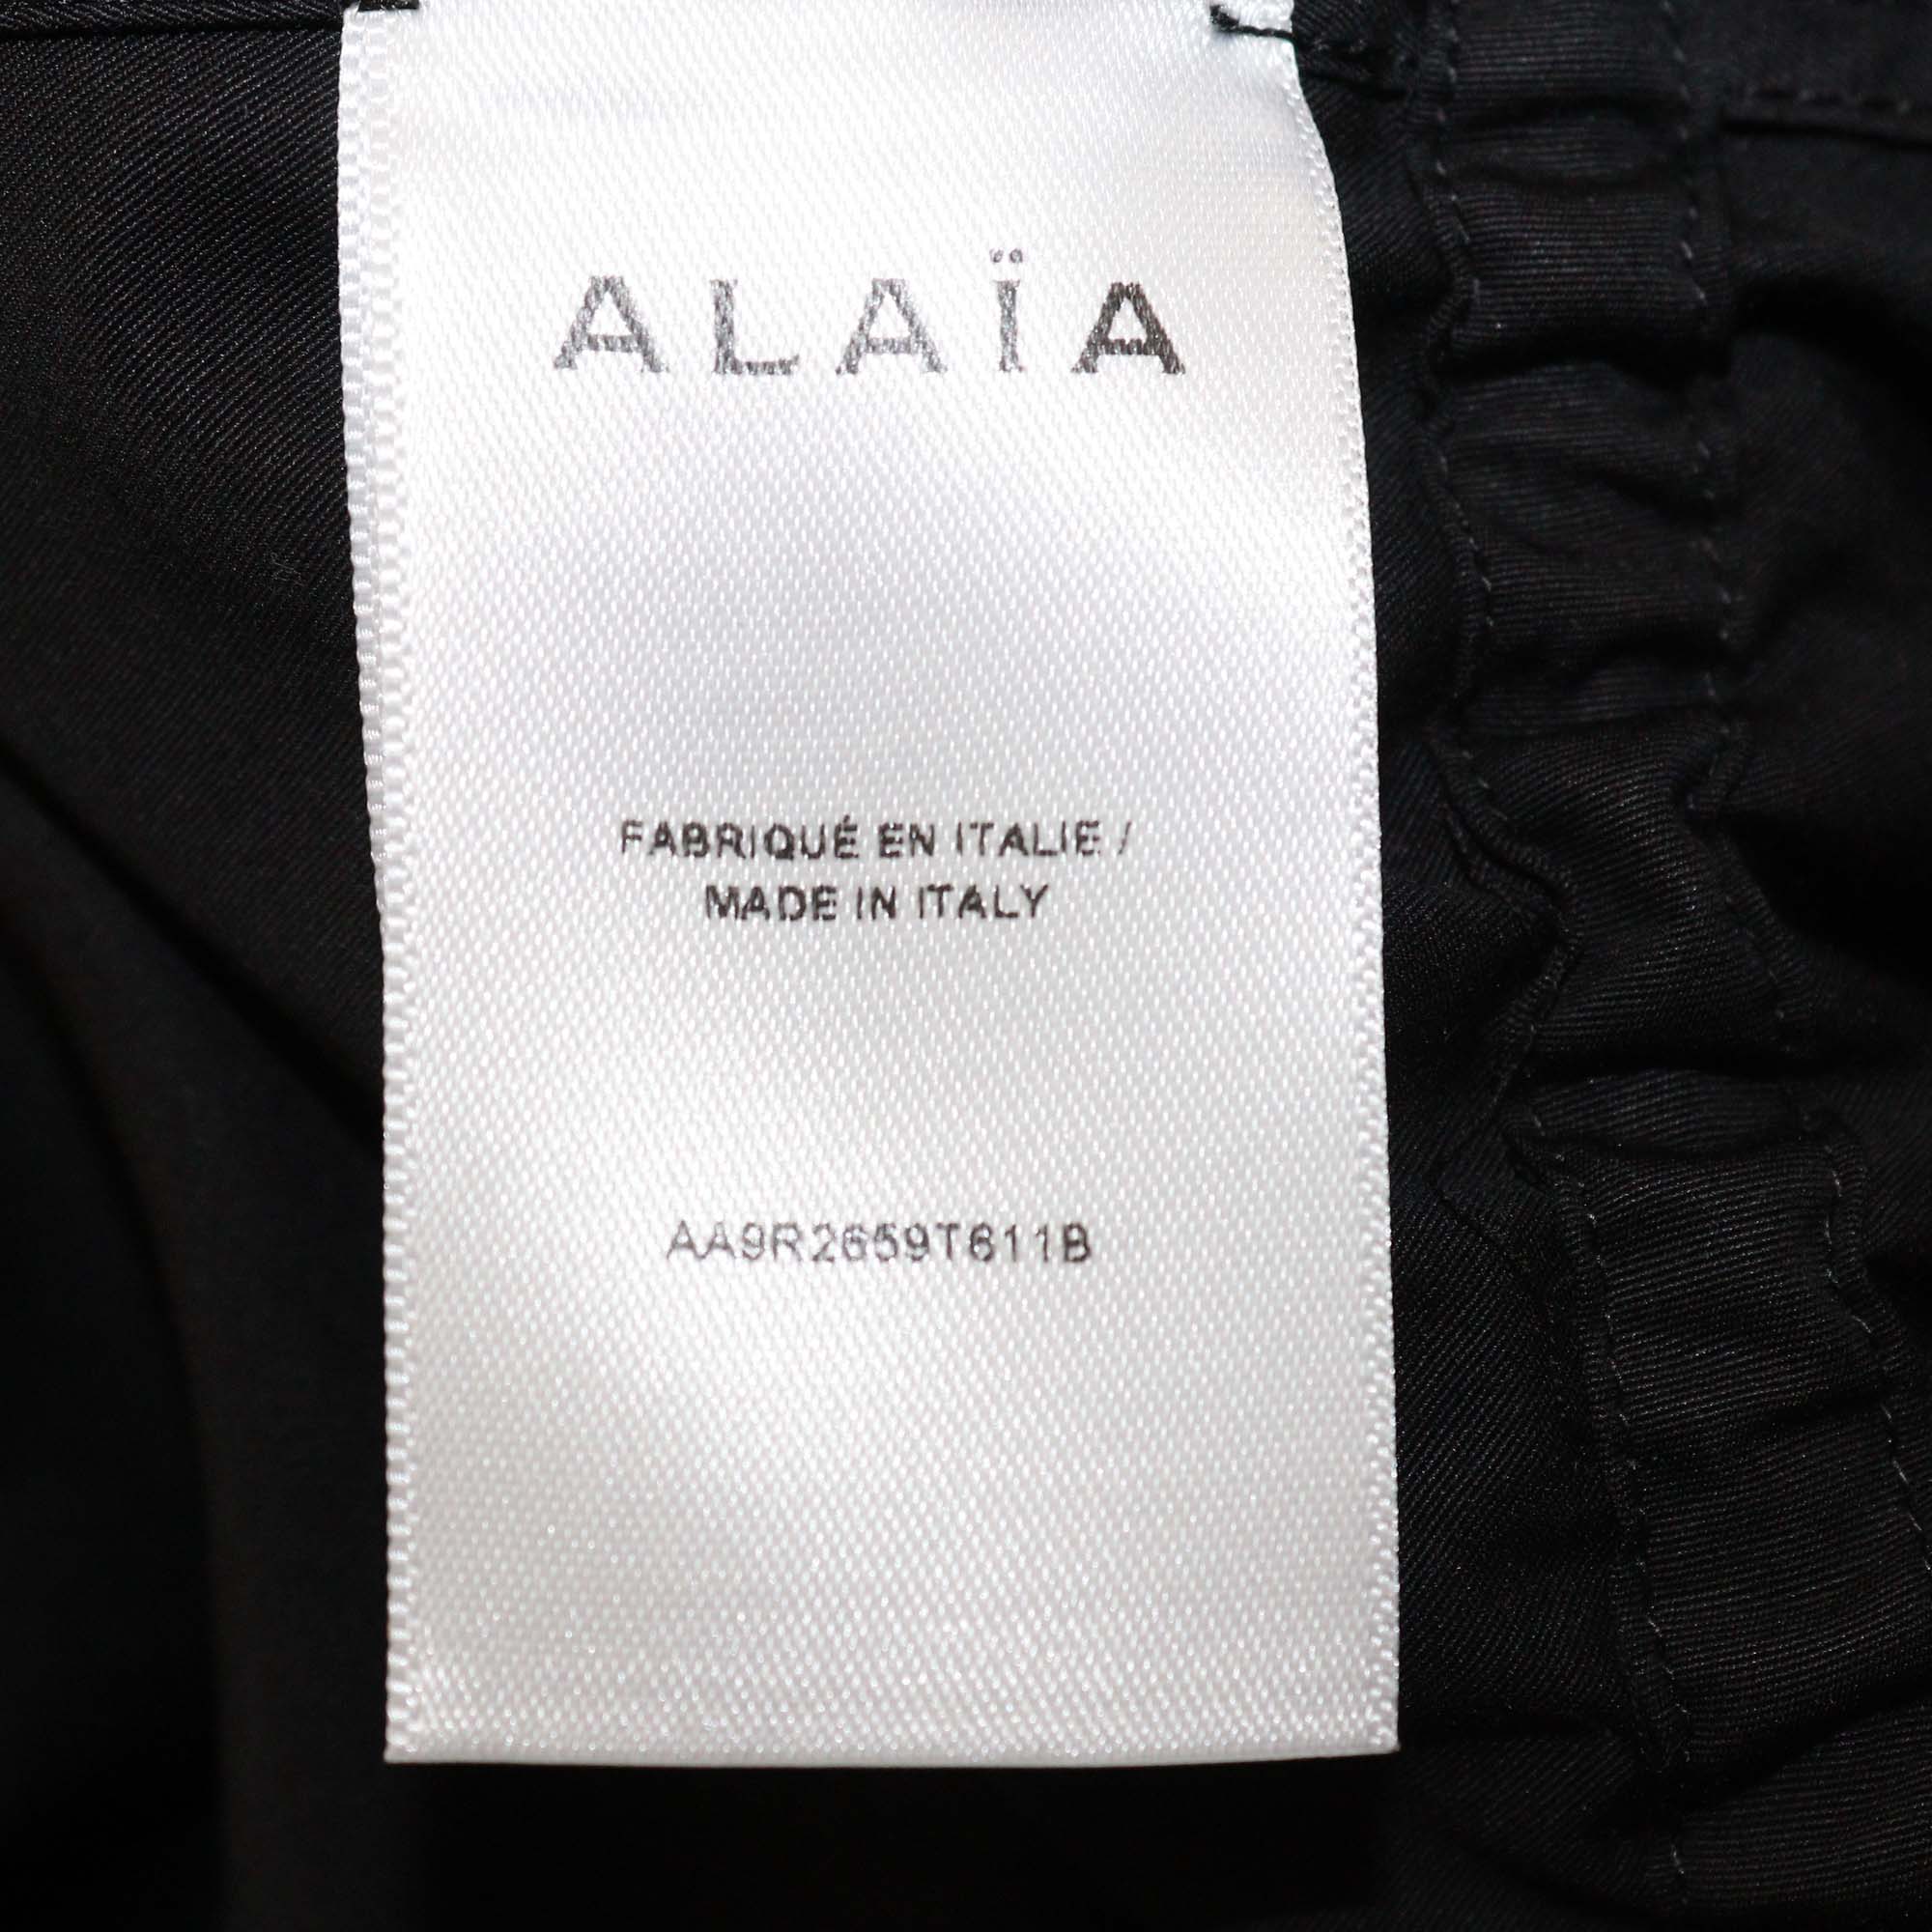 ALAÏA
FABRIQUÉ EN ITALIE /
MADE IN ITALY
AA9R2659T611B